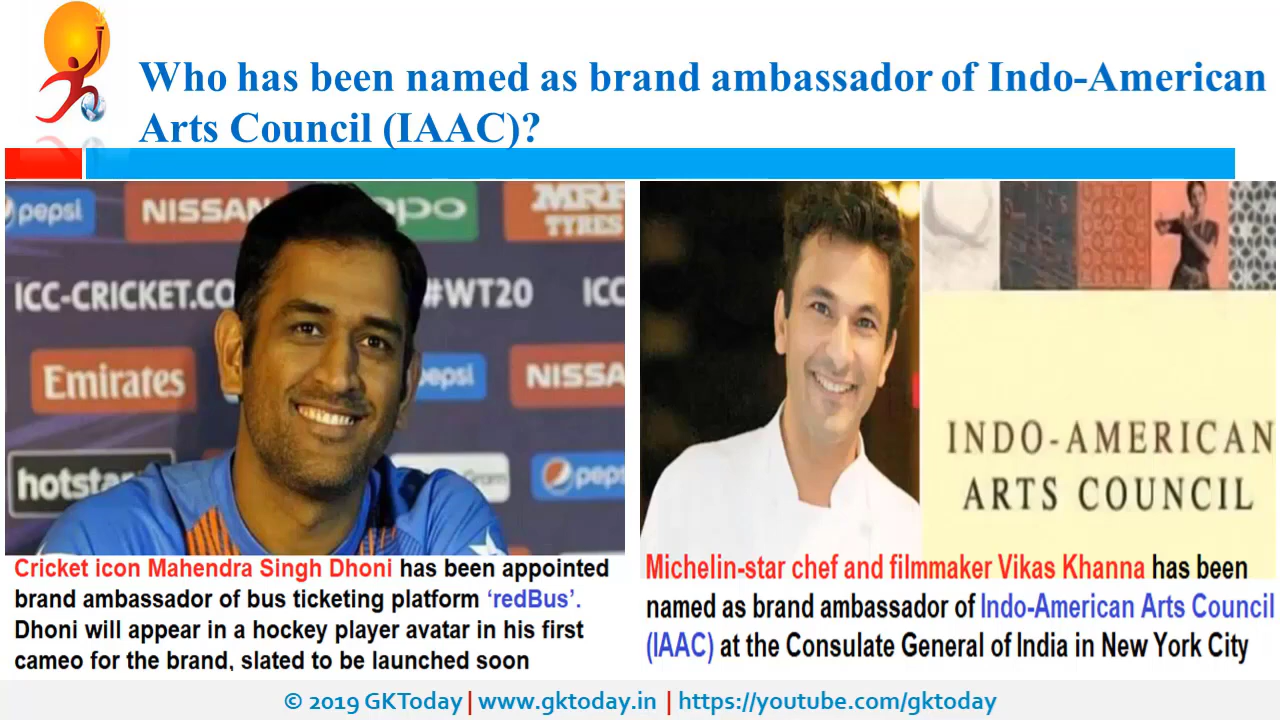 Who has been named as brand ambassador of Indo-American
Arts Council (IAAC)?
pepsi
NISSAN
oppo
MRF
TYRES
ICC-CRICKET.CO
#WT20
ICC
Emirates
pepsi
NISSA
hotsta
Gram
peps
INDO-AMERICAN
ARTS COUNCIL
Cricket icon Mahendra Singh Dhoni has been appointed
brand ambassador of bus ticketing platform ‘redBus’.
Dhoni will appear in a hockey player avatar in his first
cameo for the brand, slated to be launched soon
Michelin-star chef and filmmaker Vikas Khanna has been
named as brand ambassador of Indo-American Arts Council
(IAAC) at the Consulate General of India in New York City
© 2019 GKToday | www.gktoday.in | https://youtube.com/gktoday